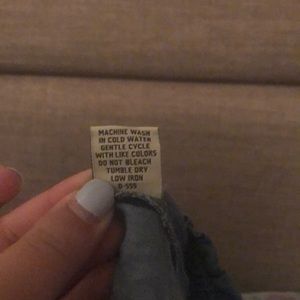 MACHINE WASH
IN COLD WATER
GENTLE CYCLE
WITH LIKE COLORS
DO NOT BLEACH
TUMBLE DRY
LOW IRON
D-555